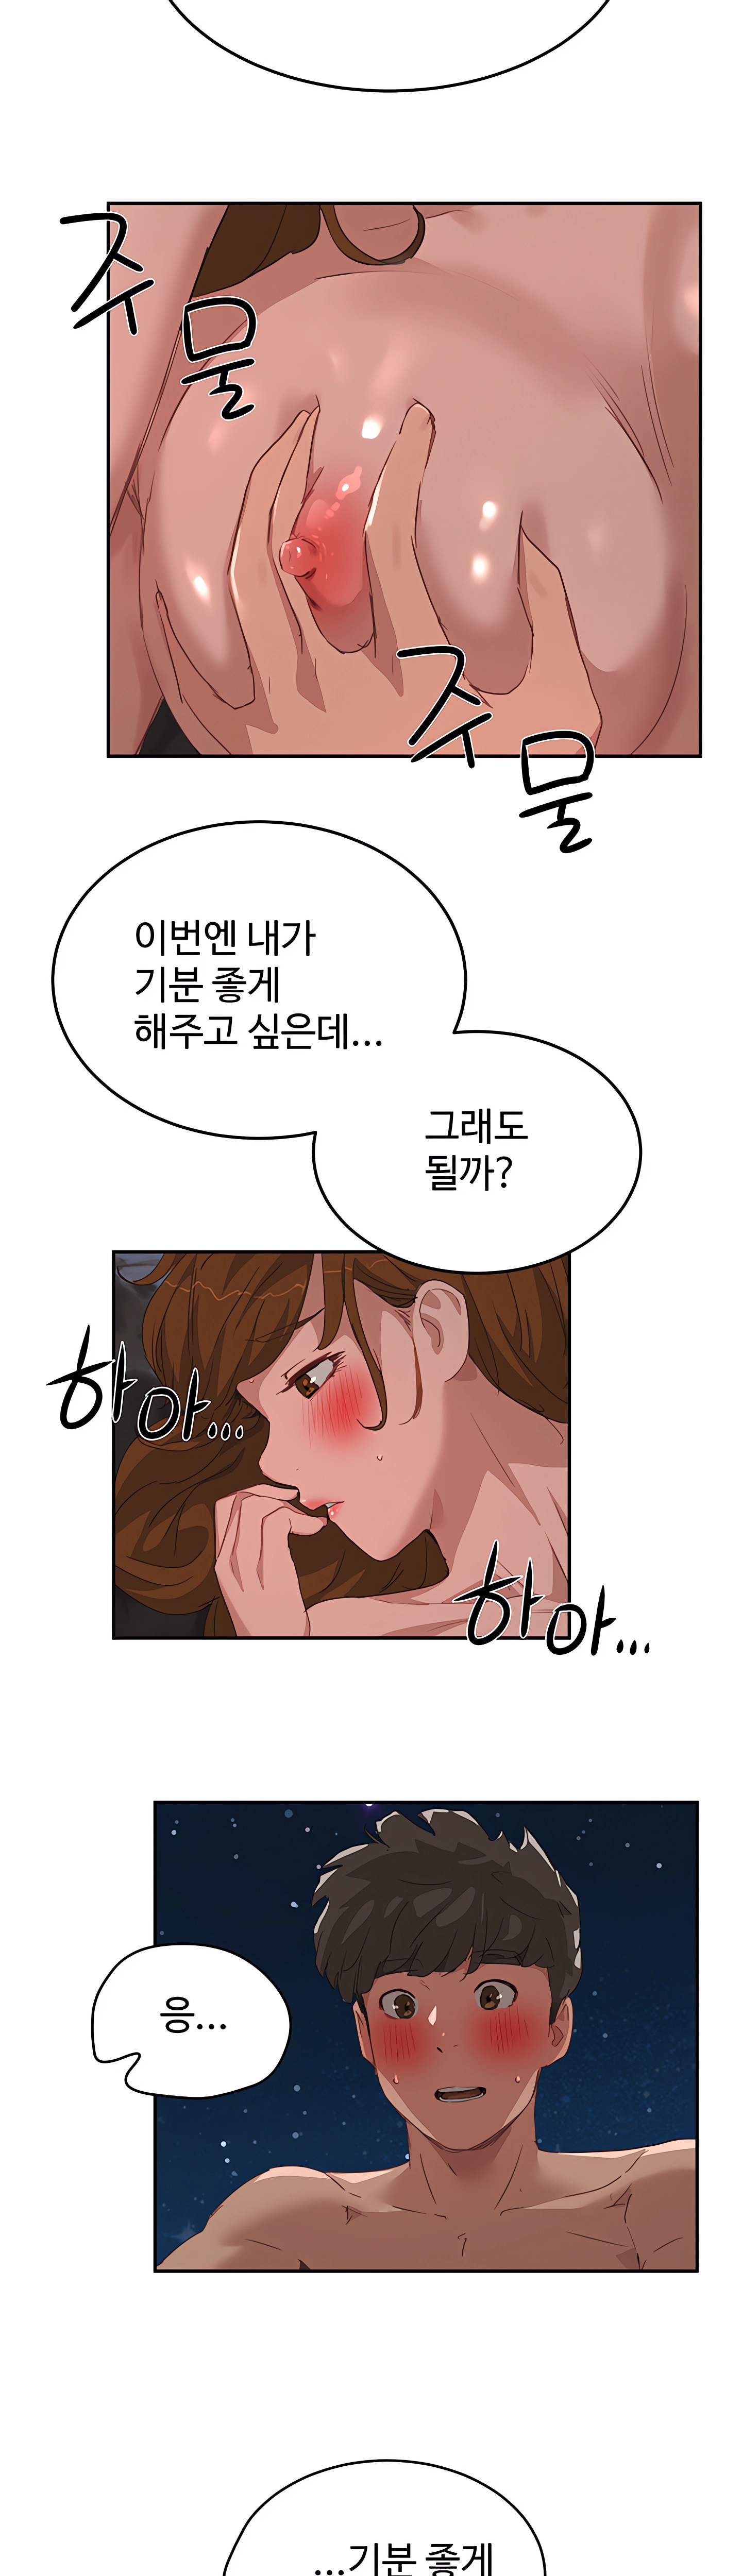 주물
주물
이번엔 내가
기분 좋게
해주고 싶은데...
그래도
될까?
하아...
하아...
응...
...기분 좋게